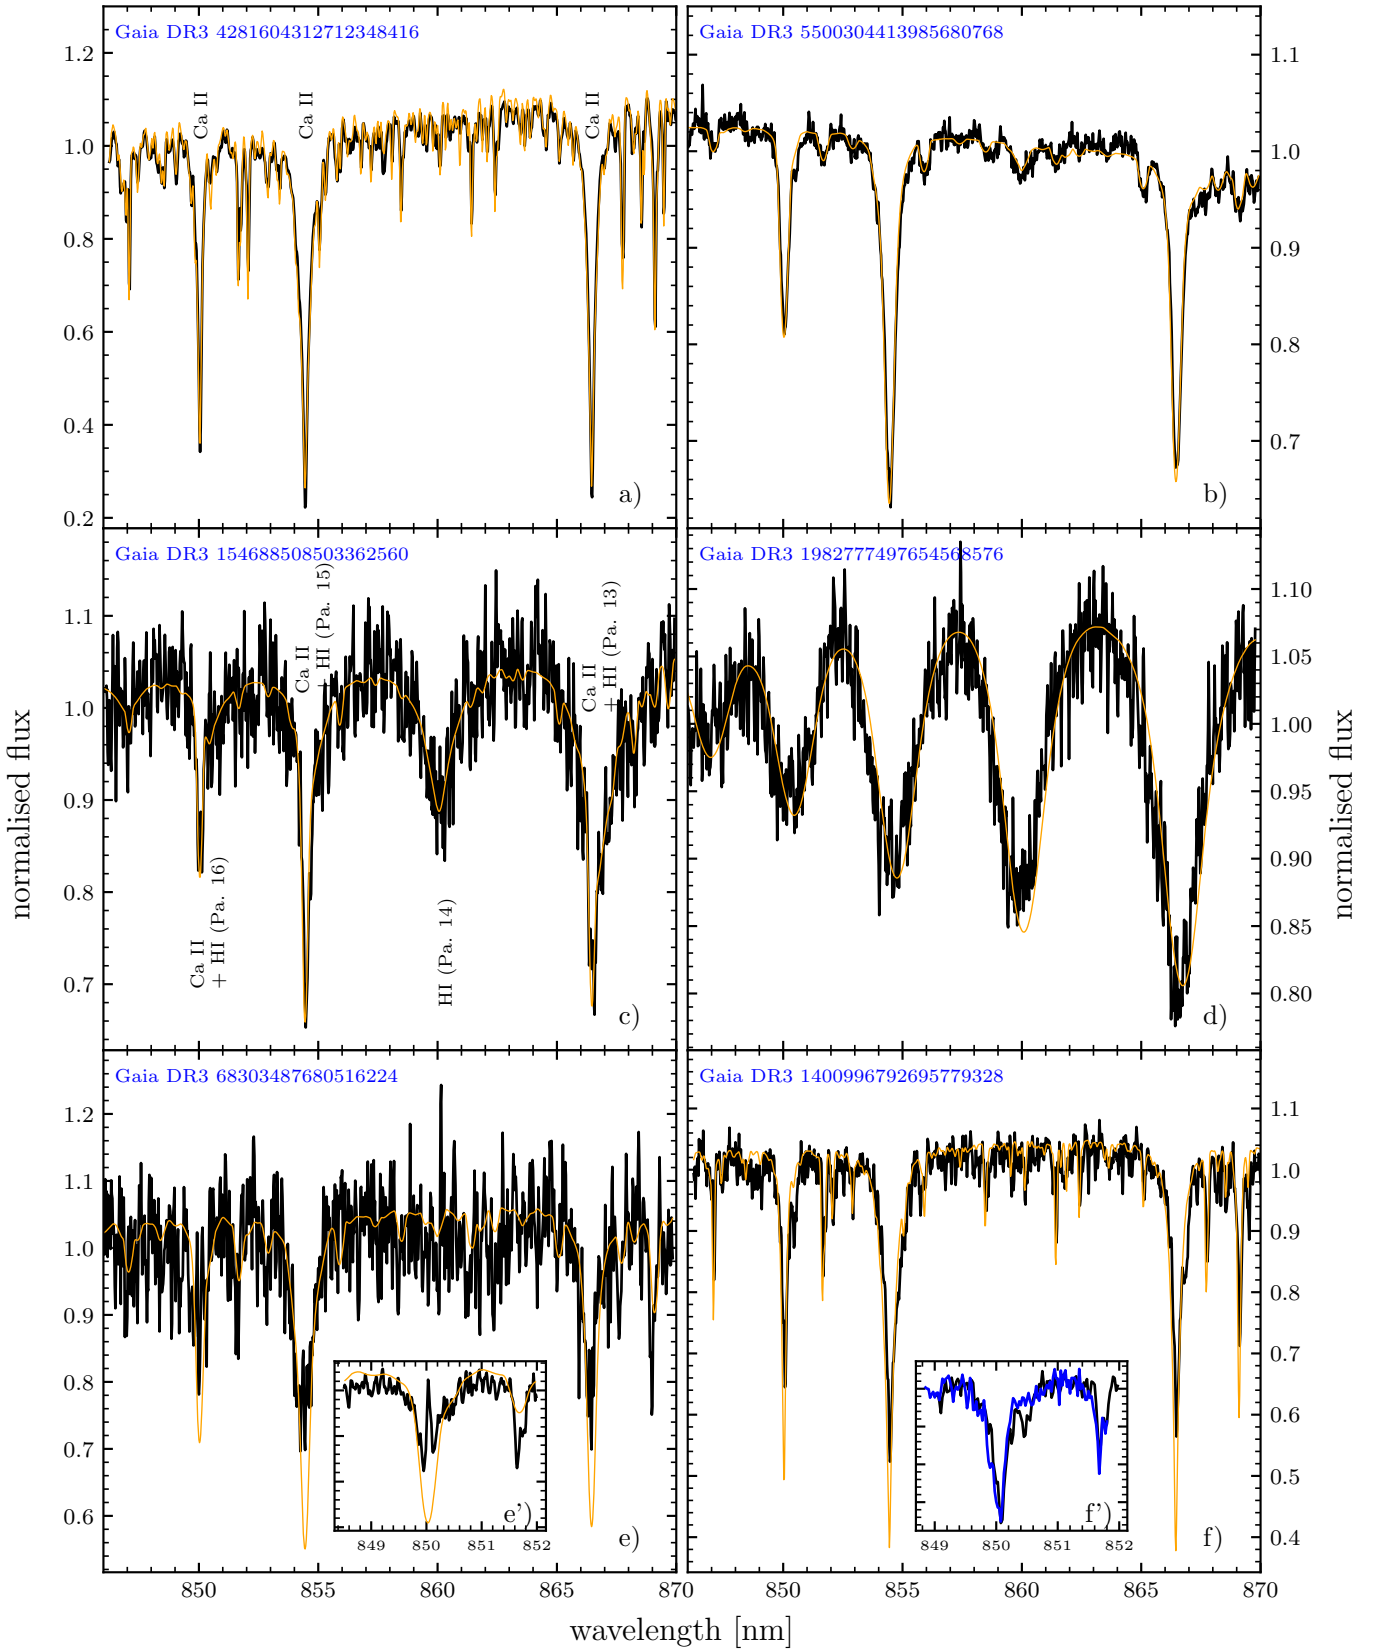 Gaia DR3 4281604312712348416
Gaia DR3 5500304413985680768
1.2
1.0
0.8
0.6
0.4
0.2
Ca II
Ca II
Ca II
a)
1.1
1.0
0.9
0.8
0.7
b)
Gaia DR3 154688508503362560
Gaia DR3 1982777497654568576
1.1
1.0
0.9
0.8
0.7
Ca II
+ HI (Pa. 16)
Ca II
+ HI (Pa. 15)
HI (Pa. 14)
Ca II
+ HI (Pa. 13)
c)
1.10
1.05
1.00
0.95
0.90
0.85
0.80
d)
normalised flux
normalised flux
Gaia DR3 68303487680516224
Gaia DR3 1400996792695779328
1.2
1.1
1.0
0.9
0.8
0.7
0.6
e')
849 850 851 852
e)
1.1
1.0
0.9
0.8
0.7
0.6
0.5
0.4
f')
849 850 851 852
f)
850 855 860 865 870
850 855 860 865 870
wavelength [nm]